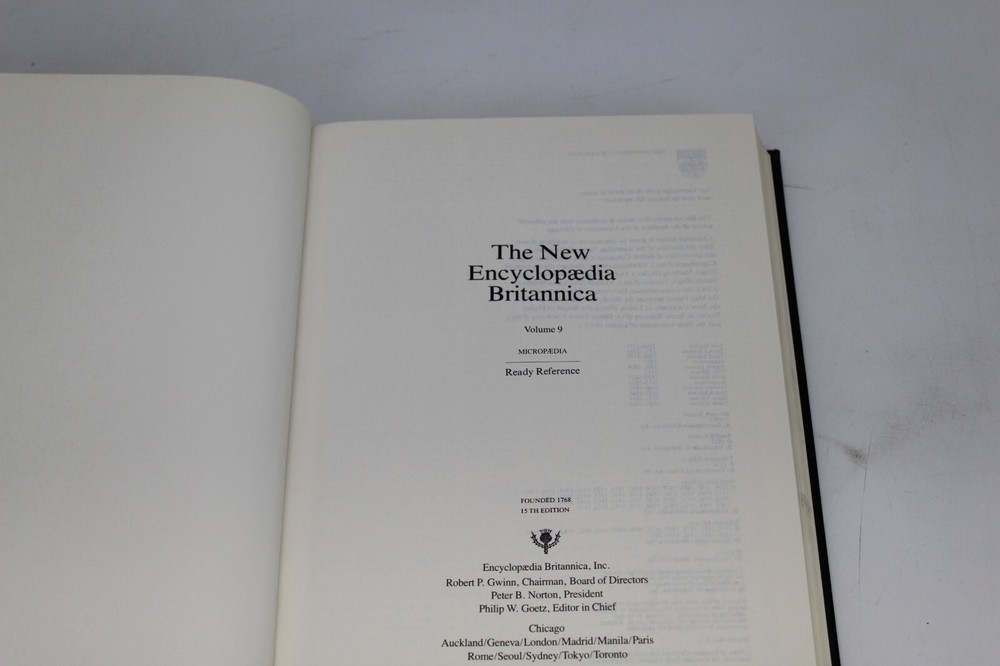 The New
Encyclopædia
Britannica
Volume 9
MICROPÆDIA
Ready Reference
FOUNDED 1768
15 TH EDITION
Encyclopædia Britannica, Inc.
Robert P. Gwinn, Chairman, Board of Directors
Peter B. Norton, President
Philip W. Goetz, Editor in Chief
Chicago
Auckland/Geneva/London/Madrid/Manila/Paris
Rome/Seoul/Sydney/Tokyo/Toronto